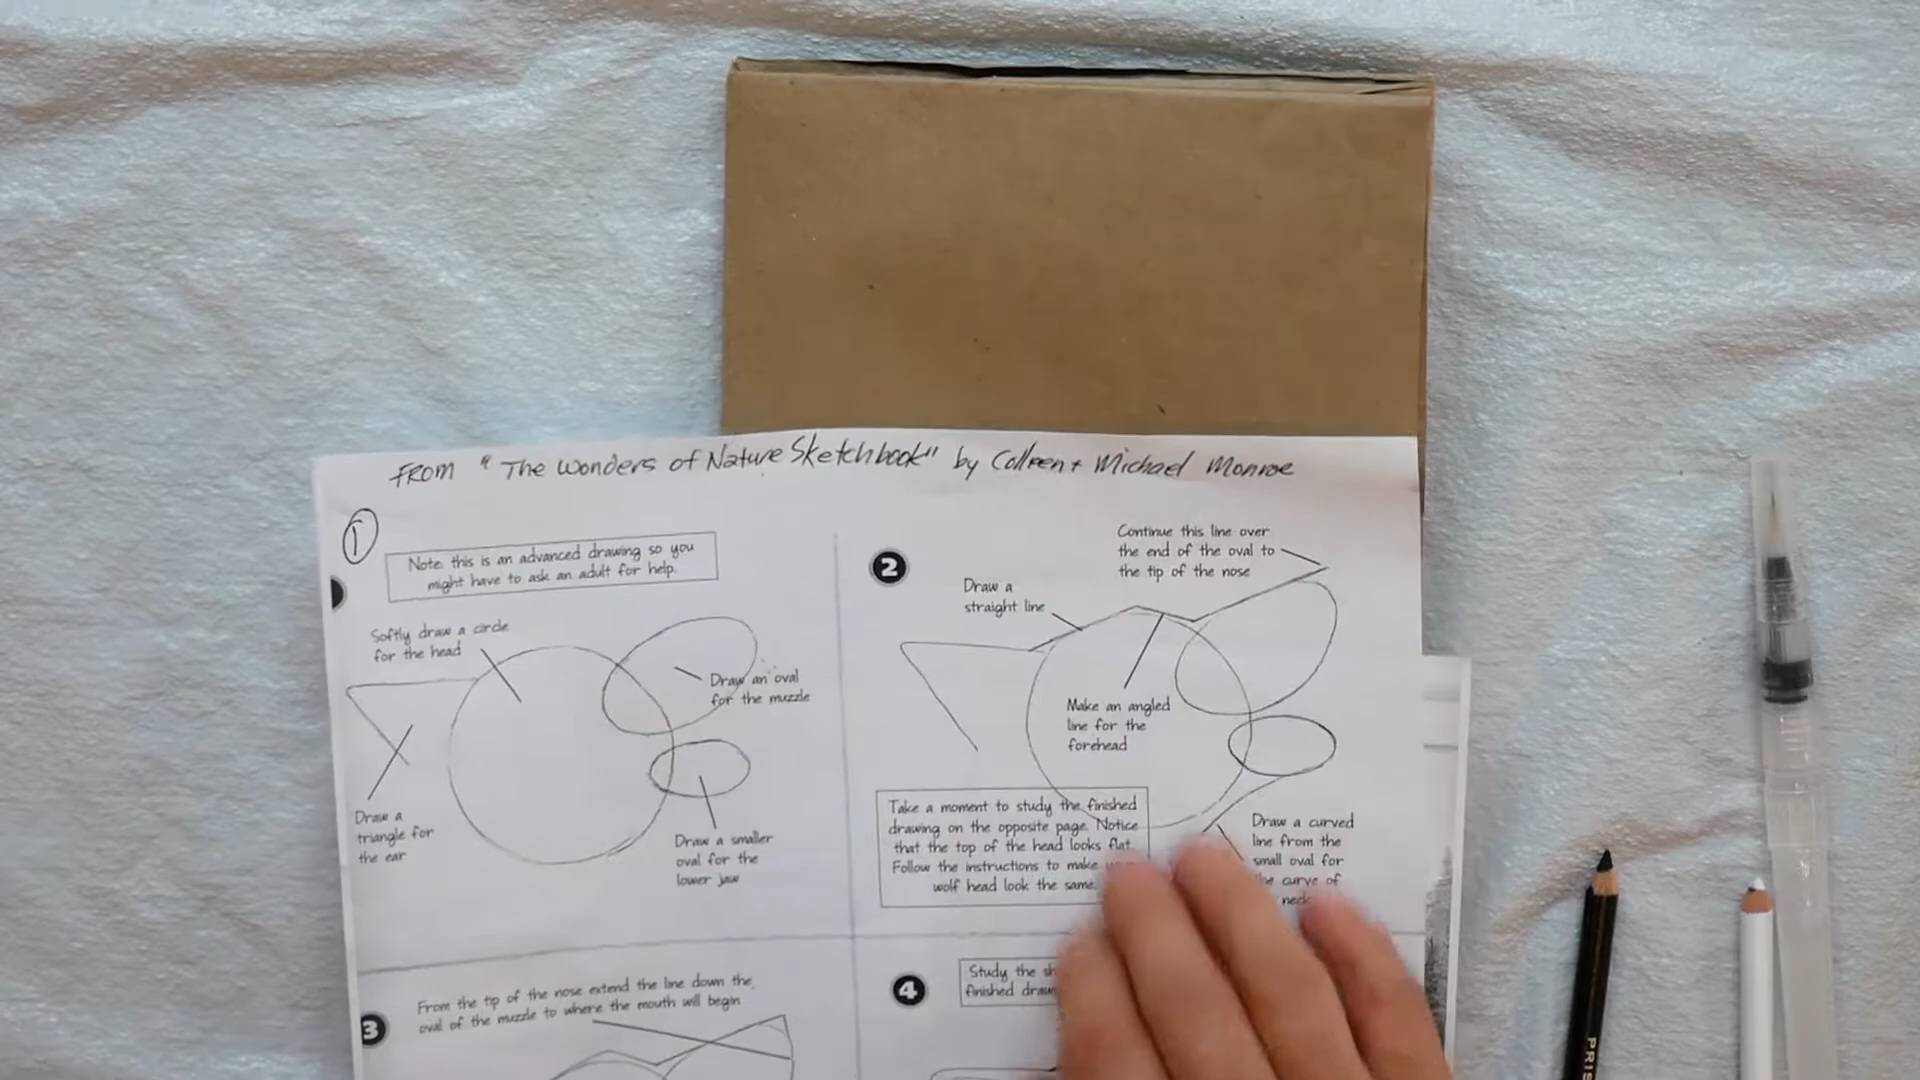 FROM "The Wonders of Nature Sketchbook" by Colleen + Michael Monroe
1
Note: this is an advanced drawing so you
might have to ask an adult for help.
Softly draw a circle
for the head
Draw an oval
for the muzzle
Draw a
triangle for
the ear
Draw a smaller
oval for the
lower jaw
2
Continue this line over
the end of the oval to
the tip of the nose
Draw a
straight line
Make an angled
line for the
forehead
Take a moment to study the finished
drawing on the opposite page. Notice
that the top of the head looks flat.
Follow the instructions to make
wolf head look the same.
Draw a curved
line from the
small oval for
the curve of
neck
3
From the tip of the nose extend the line down the
oval of the muzzle to where the mouth will begin
4
Study the
finished
PRIS